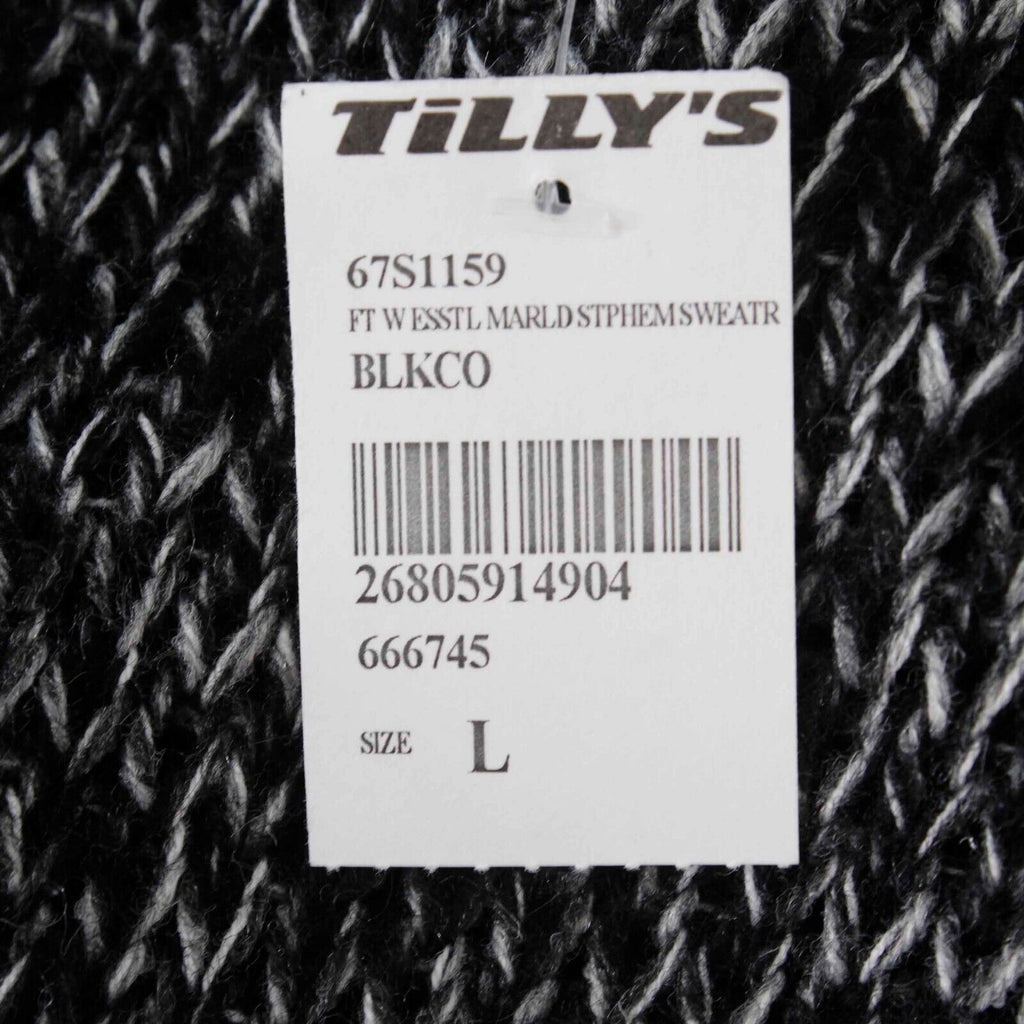 TiLLY'S
67S1159
FT W ESSTL MARLD STPHEM SWEATR
BLKCO
26805914904
666745
SIZE L